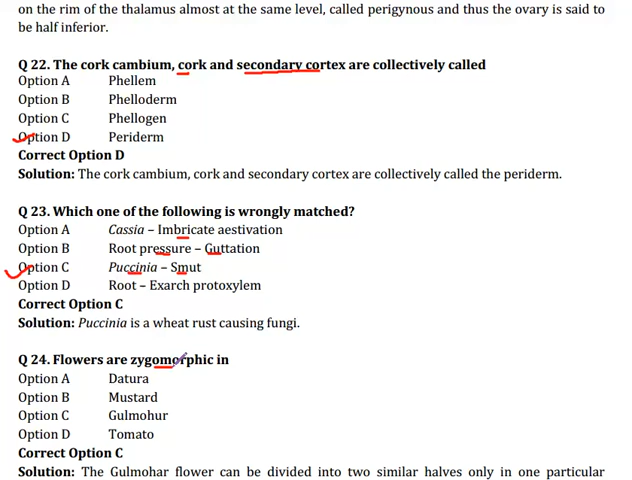 on the rim of the thalamus almost at the same level, called perigynous and thus the ovary is said to
be half inferior.
Q 22. The cork cambium, cork and secondary cortex are collectively called
Option A Phellem
Option B Phelloderm
Option C Phellogen
Option D Periderm
Correct Option D
Solution: The cork cambium, cork and secondary cortex are collectively called the periderm.
Q 23. Which one of the following is wrongly matched?
Option A Cassia – Imbricate aestivation
Option B Root pressure – Guttation
Option C Puccinia – Smut
Option D Root – Exarch protoxylem
Correct Option C
Solution: Puccinia is a wheat rust causing fungi.
Q 24. Flowers are zygomorphic in
Option A Datura
Option B Mustard
Option C Gulmohur
Option D Tomato
Correct Option C
Solution: The Gulmohar flower can be divided into two similar halves only in one particular